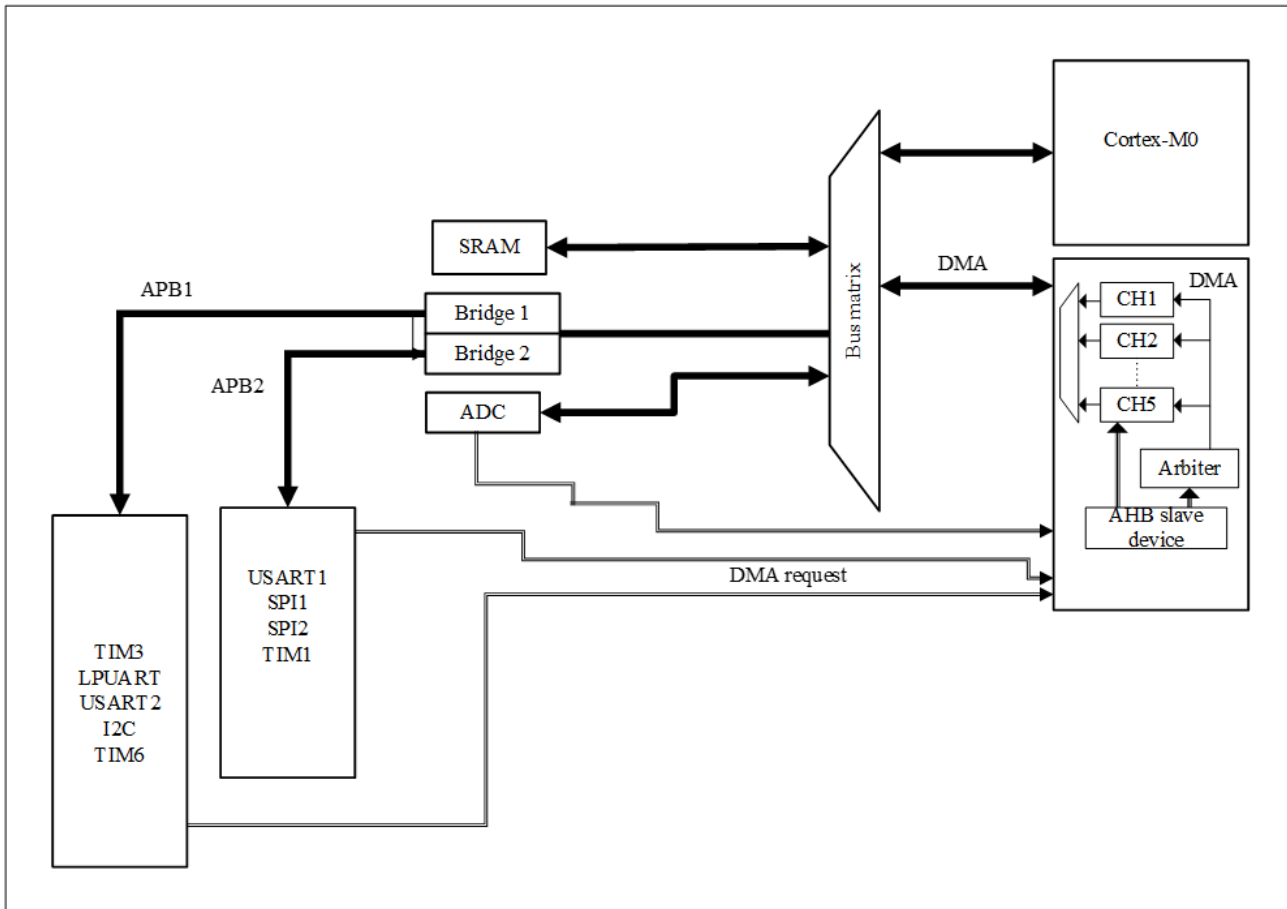 Cortex-M0
SRAM
Bus matrix
DMA
DMA
APB1
CH1
Bridge 1
CH2
Bridge 2
APB2
ADC
CH5
Arbiter
AHB slave
device
USART1
SPI1
SPI2
TIM1
DMA request
TIM3
LPUART
USART2
I2C
TIM6